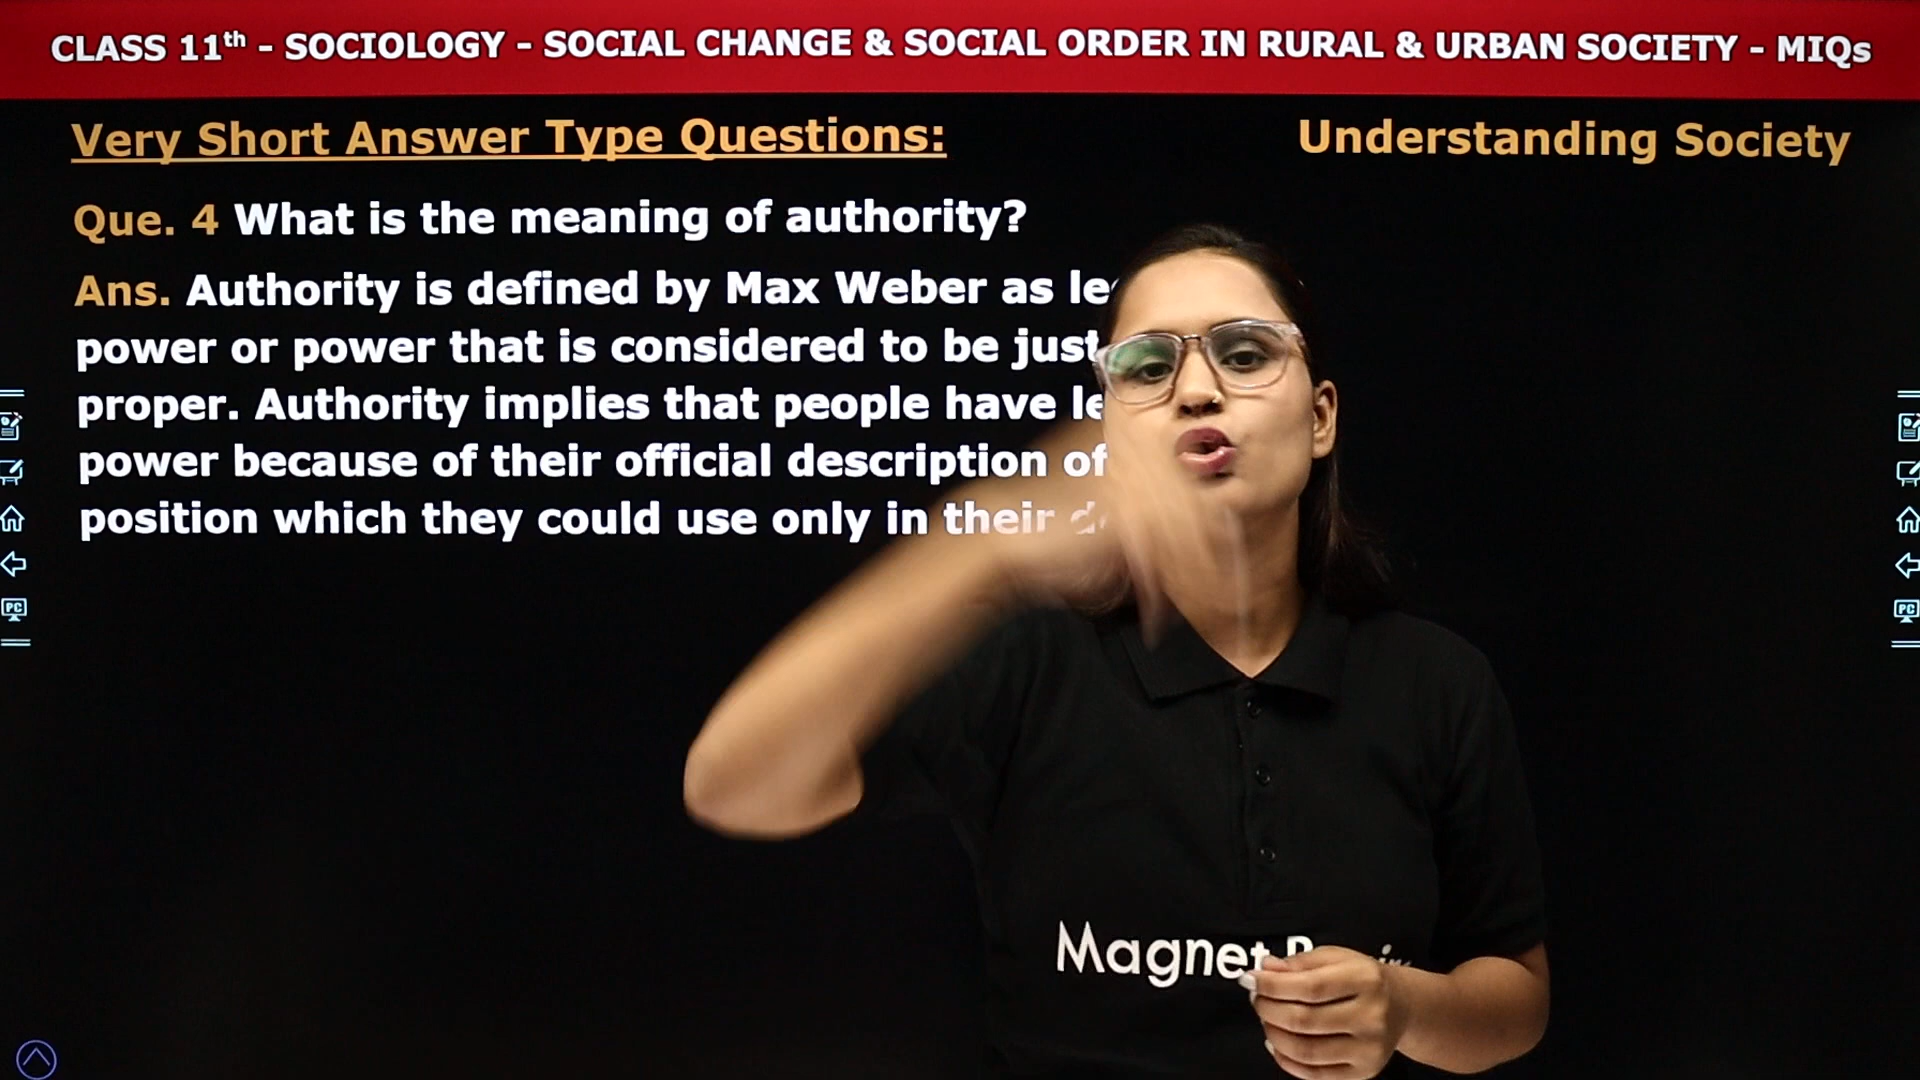 CLASS 11th - SOCIOLOGY - SOCIAL CHANGE & SOCIAL ORDER IN RURAL & URBAN SOCIETY - MIQs
Very Short Answer Type Questions:
Understanding Society
Que. 4 What is the meaning of authority?
Ans. Authority is defined by Max Weber as
power or power that is considered to be just
proper. Authority implies that people have
power because of their official description of
position which they could use only in their
PC
PC
Magnet